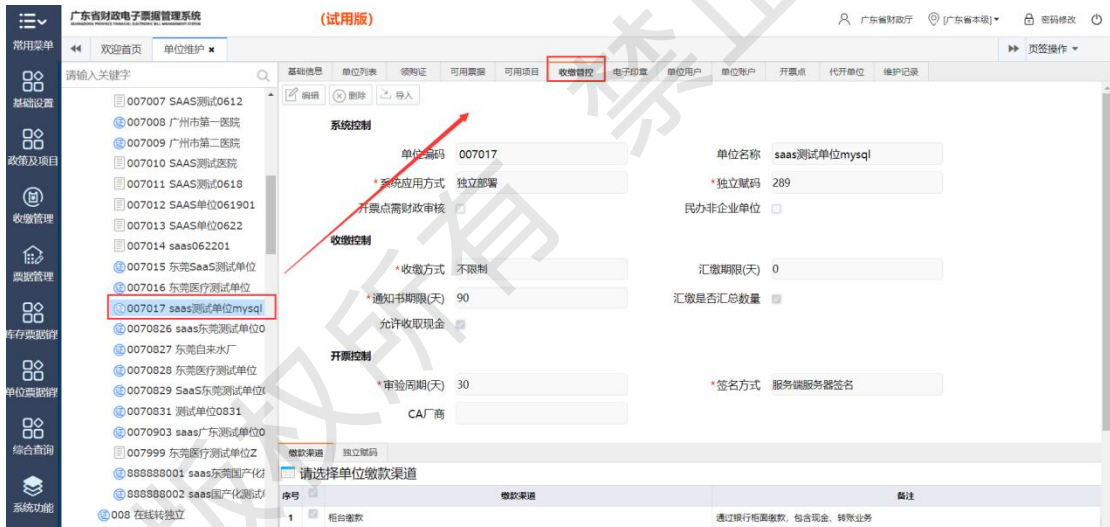 广东省财政电子票据管理系统 (试用版) 广东省财政厅 [广东省本级] 密码修改
常用菜单 欢迎首页 单位维护 × 页签操作
请输入关键字 基础信息 单位列表 领购证 可用票据 可用项目 收缴管控 电子印章 单位用户 单位账户 开票点 代开单位 维护记录
基础设置
政策及项目
收缴管理
票据管理
库存票据管
单位票据管
综合查询
系统功能
007007 SAAS测试0612
007008 广州市第一医院
007009 广州市第二医院
007010 SAAS测试医院
007011 SAAS测试0618
007012 SAAS单位061901
007013 SAAS单位0622
007014 saas062201
007015 东莞SaaS测试单位
007016 东莞医疗测试单位
007017 saas测试单位mysql
0070826 saas东莞测试单位0
0070827 东莞自来水厂
0070828 东莞医疗测试单位
0070829 SaaS东莞测试单位
0070831 测试单位0831
0070903 saas广东测试单位0
007999 东莞医疗测试单位Z
888888001 saas东莞国产化
888888002 saas国产化测试
008 在线转独立
编辑 删除 导入
系统控制
单位编码 007017 单位名称 saas测试单位mysql
*系统应用方式 独立部署 *独立赋码 289
开票点需财政审核 民办非企业单位
收缴控制
*收缴方式 不限制 汇缴期限(天) 0
*通知书期限(天) 90 汇缴是否汇总数量
允许收取现金
开票控制
*审验周期(天) 30 *签名方式 服务端服务器签名
CA厂商
缴款渠道 独立赋码
请选择单位缴款渠道
序号 缴款渠道 备注
1 柜台缴款 通过银行柜面缴款，包含现金、转账业务
版权所有 禁止